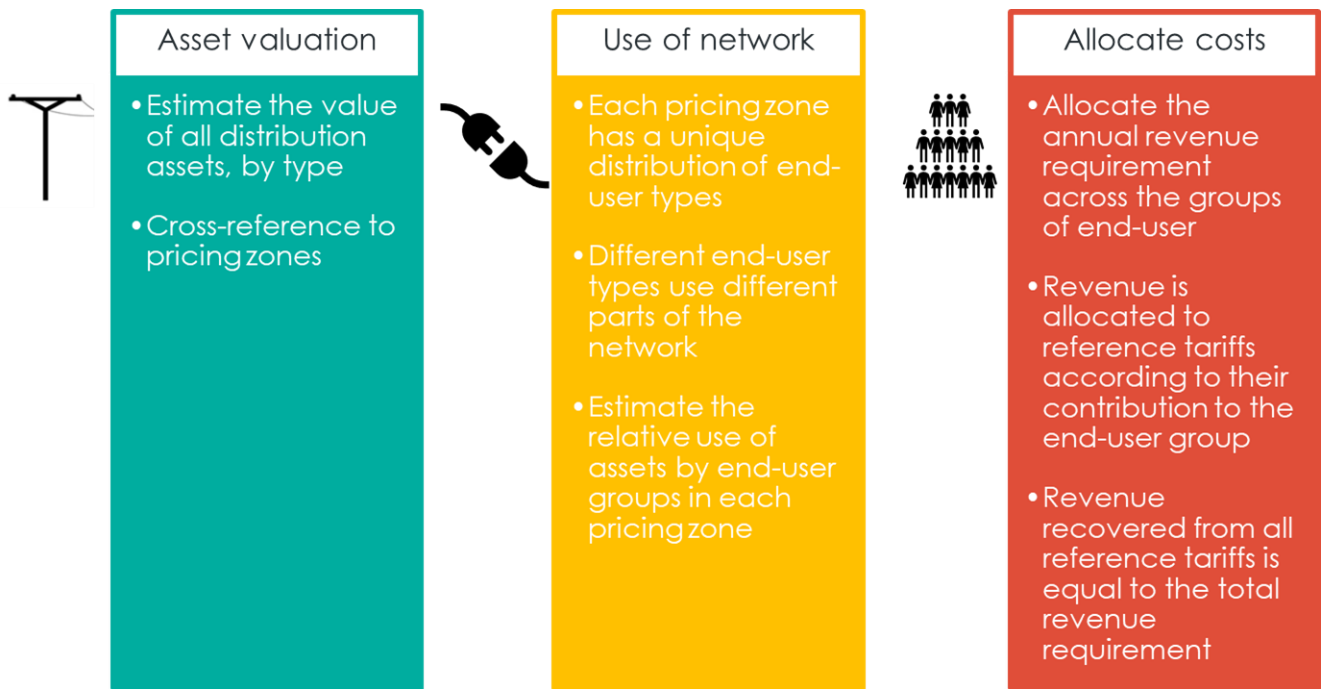 Asset valuation
• Estimate the value
of all distribution
assets, by type
• Cross-reference to
pricing zones
Use of network
• Each pricing zone
has a unique
distribution of end-
user types
• Different end-user
types use different
parts of the
network
• Estimate the
relative use of
assets by end-user
groups in each
pricing zone
Allocate costs
• Allocate the
annual revenue
requirement
across the groups
of end-user
• Revenue is
allocated to
reference tariffs
according to their
contribution to the
end-user group
• Revenue
recovered from all
reference tariffs is
equal to the total
revenue
requirement